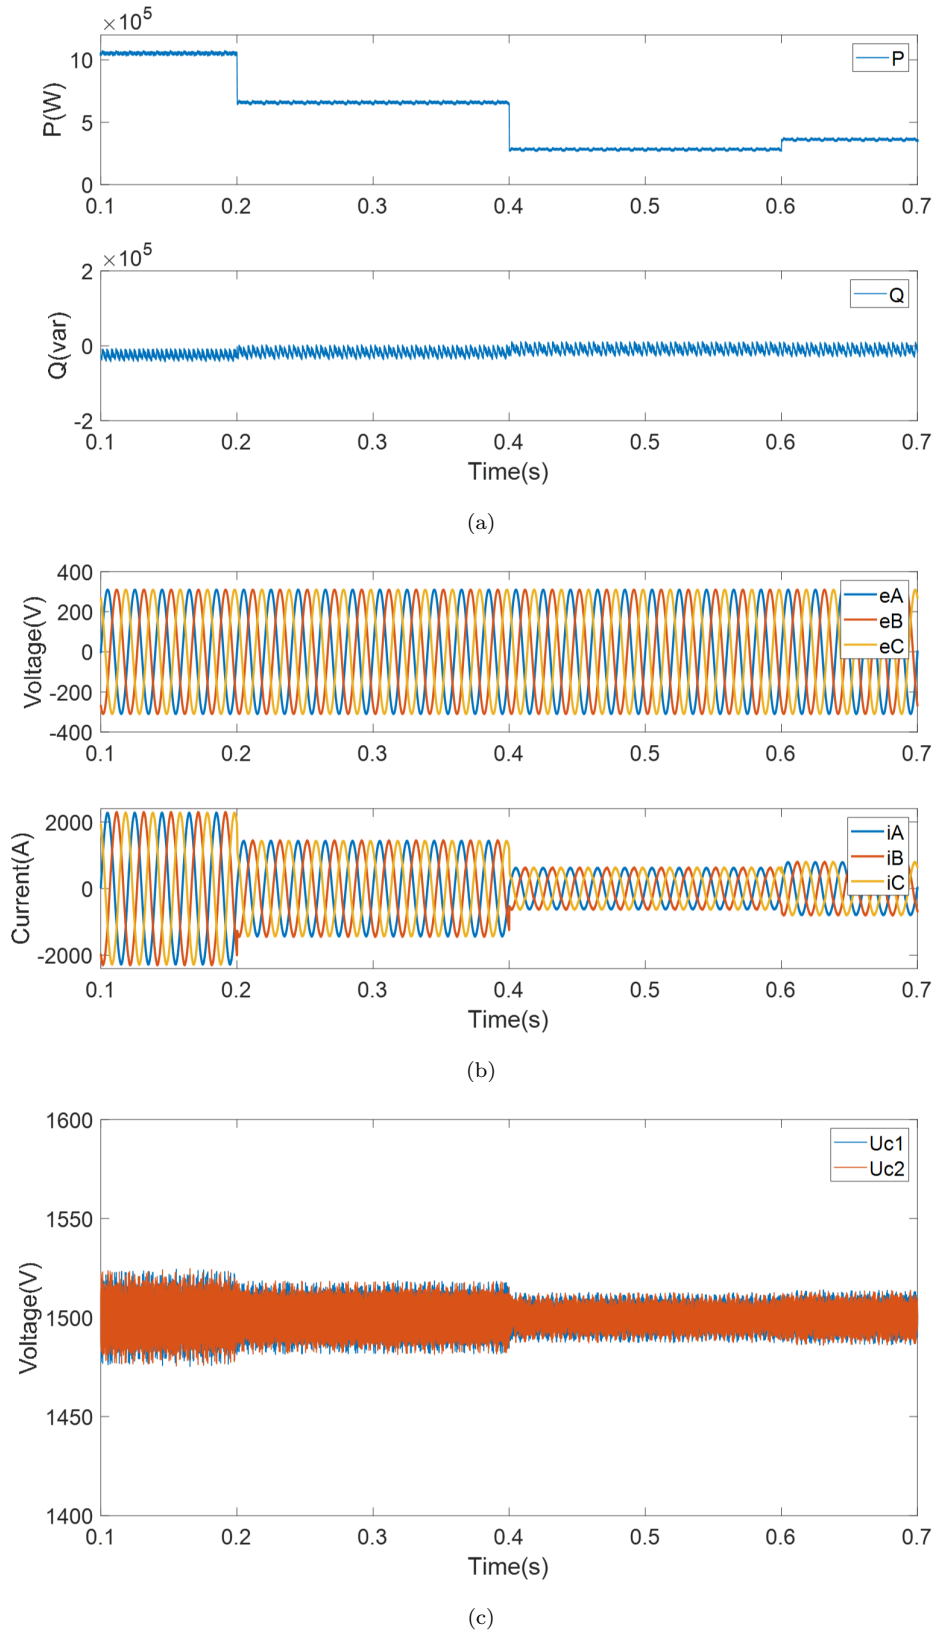 ×10⁵
10
5
0
P(W)
P
0.1 0.2 0.3 0.4 0.5 0.6 0.7
×10⁵
2
0
-2
Q(var)
Q
0.1 0.2 0.3 0.4 0.5 0.6 0.7
Time(s)
(a)
400
200
0
-200
-400
Voltage(V)
eA
eB
eC
0.1 0.2 0.3 0.4 0.5 0.6 0.7
2000
0
-2000
Current(A)
iA
iB
iC
0.1 0.2 0.3 0.4 0.5 0.6 0.7
Time(s)
(b)
1600
1550
1500
1450
1400
Voltage(V)
Uc1
Uc2
0.1 0.2 0.3 0.4 0.5 0.6 0.7
Time(s)
(c)